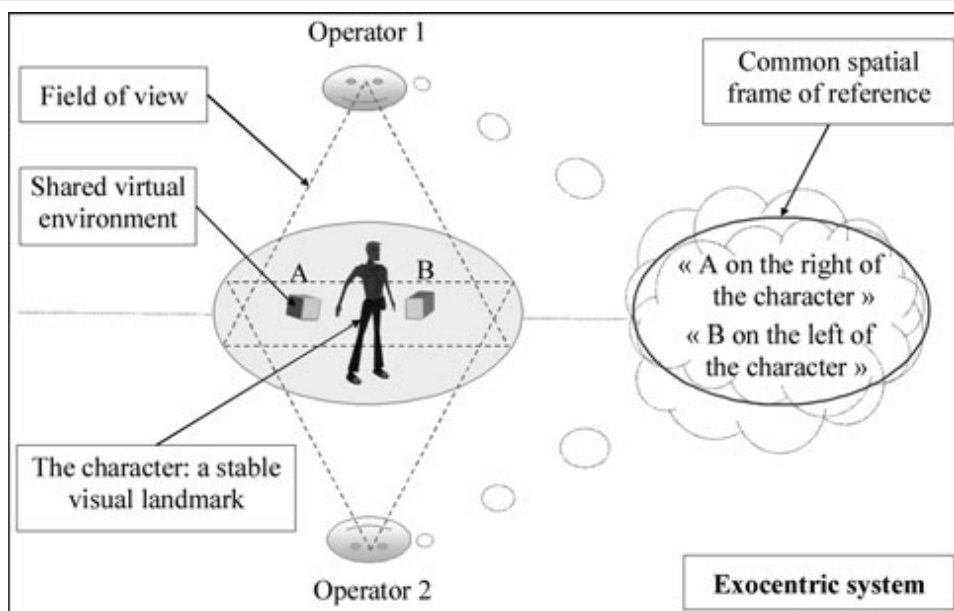 Operator 1
Field of view
Common spatial
frame of reference
Shared virtual
environment
A
B
« A on the right of
the character »
« B on the left of
the character »
The character: a stable
visual landmark
Operator 2
Exocentric system